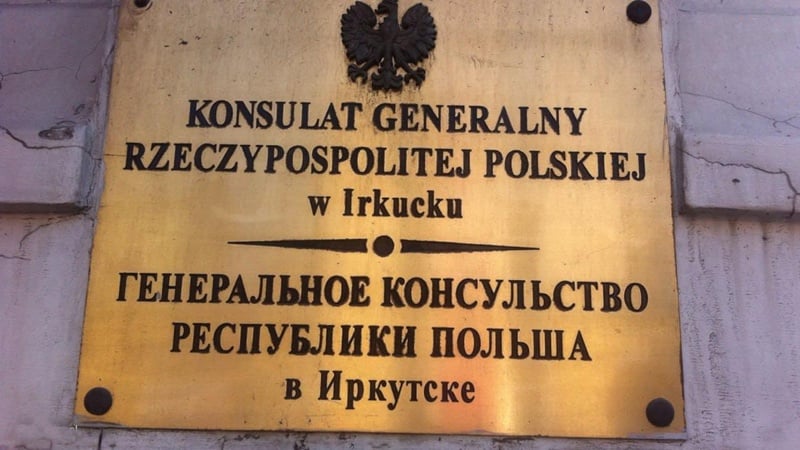 KONSULAT GENERALNY
RZECZYPOSPOLITEJ POLSKIEJ
w Irkucku
ГЕНЕРАЛЬНОЕ КОНСУЛЬСТВО
РЕСПУБЛИКИ ПОЛЬША
в Иркутске